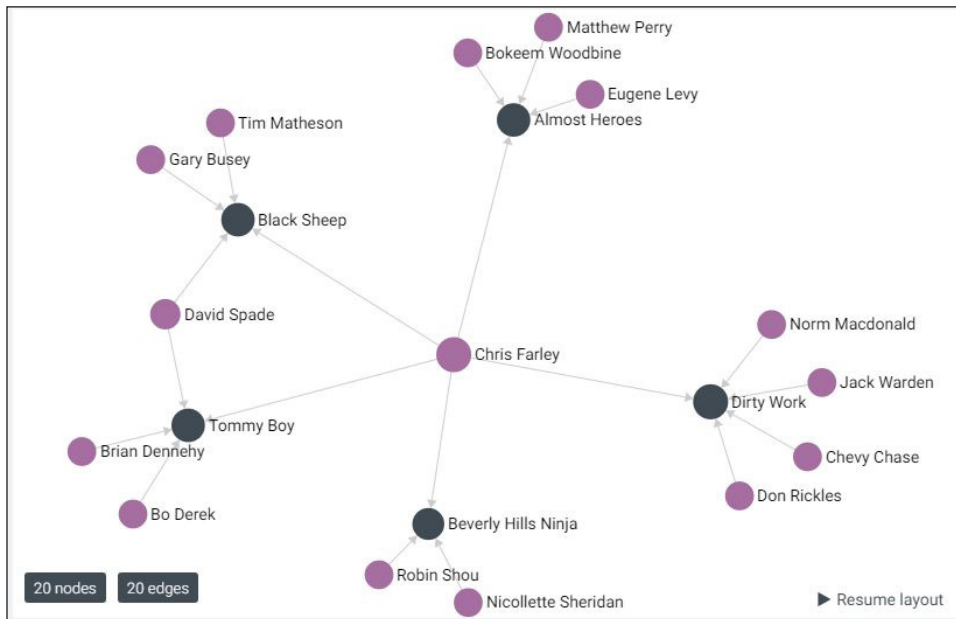 Matthew Perry
Bokeem Woodbine
Eugene Levy
Almost Heroes
Tim Matheson
Gary Busey
Black Sheep
David Spade
Norm Macdonald
Chris Farley
Jack Warden
Dirty Work
Tommy Boy
Brian Dennehy
Chevy Chase
Don Rickles
Bo Derek
Beverly Hills Ninja
Robin Shou
Nicollette Sheridan
20 nodes
20 edges
Resume layout